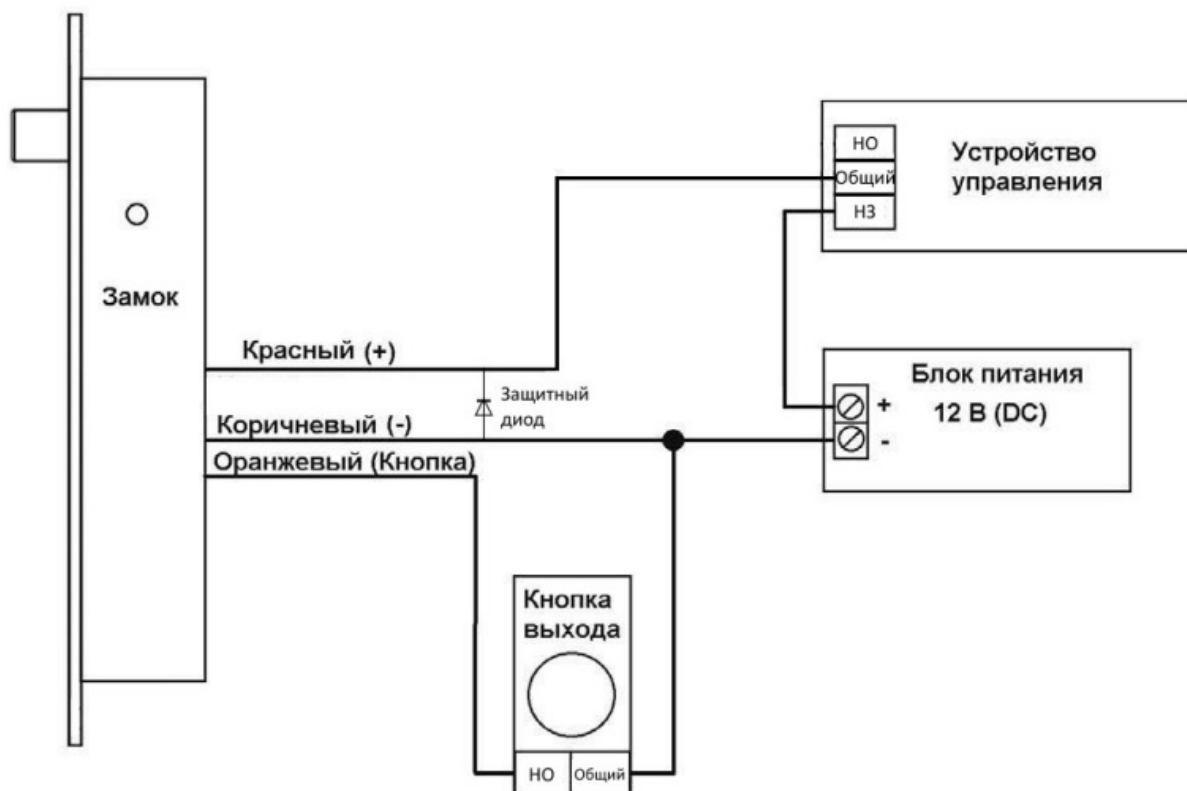 НО
Общий
НЗ
Устройство
управления
Замок
Красный (+)
Защитный
диод
Коричневый (-)
Оранжевый (Кнопка)
Блок питания
12 В (DC)
+
-
Кнопка
выхода
НО
Общий